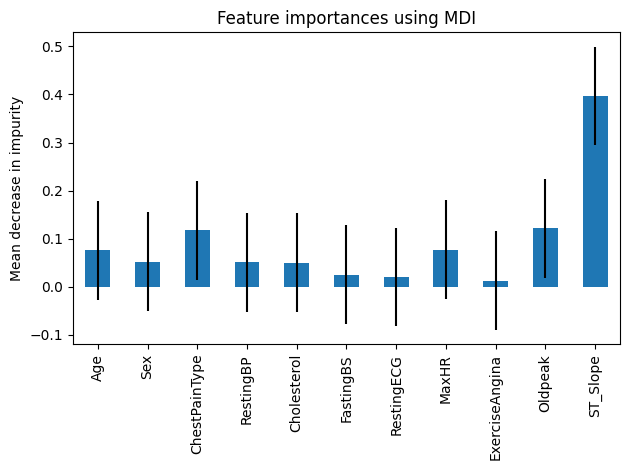 Feature importances using MDI
Mean decrease in impurity
0.5
0.4
0.3
0.2
0.1
0.0
−0.1
Age
Sex
ChestPainType
RestingBP
Cholesterol
FastingBS
RestingECG
MaxHR
ExerciseAngina
Oldpeak
ST_Slope